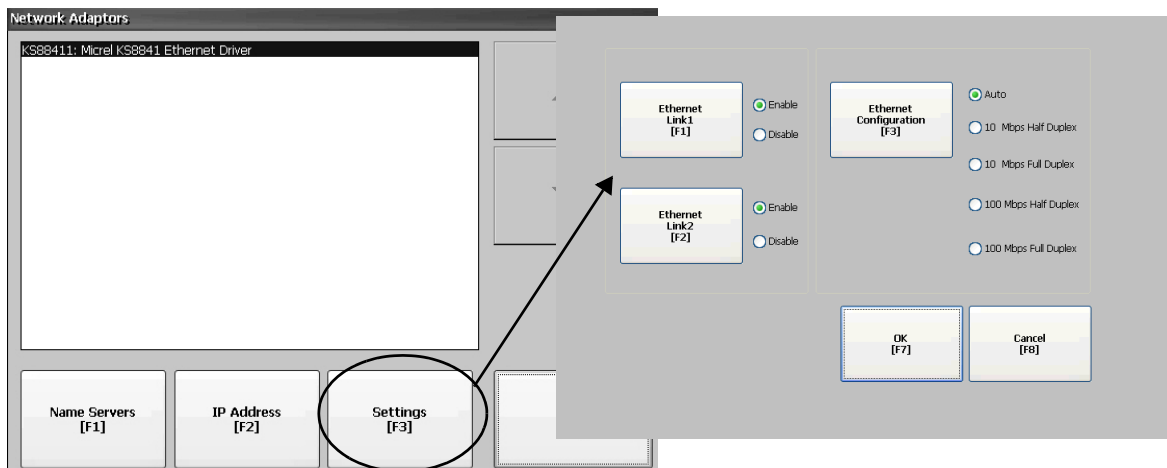 Network Adaptors
KS88411: Micrel KS8841 Ethernet Driver
Name Servers
[F1]
IP Address
[F2]
Settings
[F3]
Ethernet
Link1
[F1]
Enable
Disable
Ethernet
Link2
[F2]
Enable
Disable
Ethernet
Configuration
[F3]
Auto
10 Mbps Half Duplex
10 Mbps Full Duplex
100 Mbps Half Duplex
100 Mbps Full Duplex
OK
[F7]
Cancel
[F8]